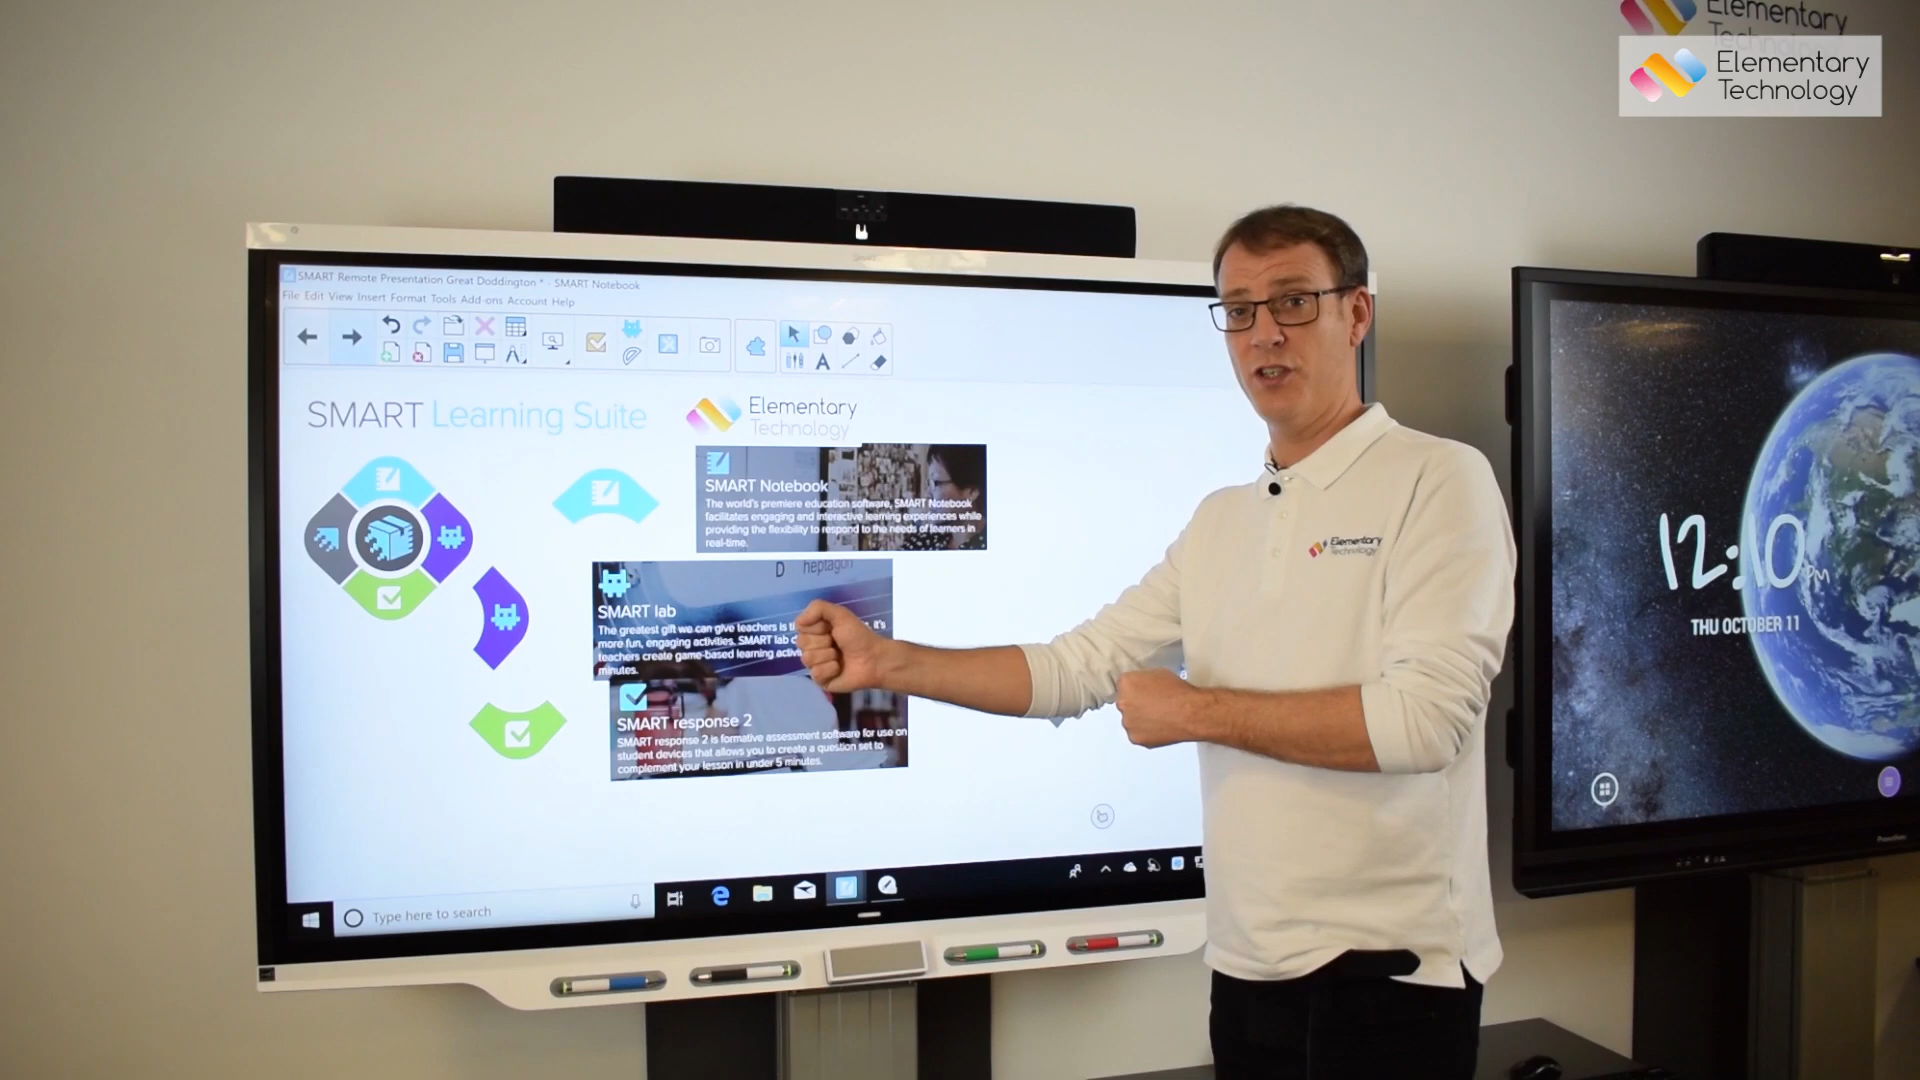 Elementary
Technology
Elementary
Technology
SMART Remote Presentation Great Doddington * - SMART Notebook
File Edit View Insert Format Tools Add-ons Account Help
SMART Learning Suite
Elementary
Technology
SMART Notebook
The world's premiere education software, SMART Notebook
facilitates engaging and interactive learning experiences while
providing the flexibility to respond to the needs of learners in
real-time.
D heptagon
SMART lab
The greatest gift we can give teachers is it's
more fun, engaging activities. SMART lab
teachers create game-based learning
minutes.
SMART response 2
SMART response 2 is formative assessment software for use on
student devices that allows you to create a question set to
complement your lesson in under 5 minutes.
Type here to search
Elementary
Technology
12:10 PM
THU OCTOBER 11